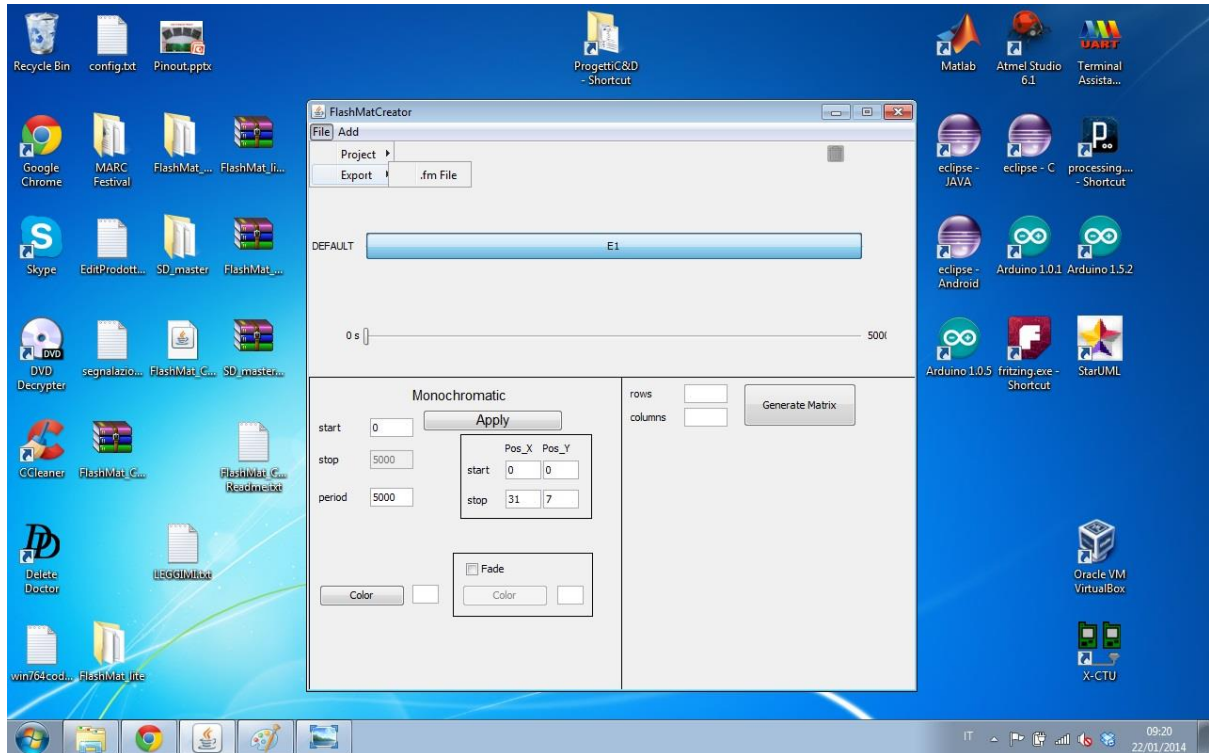 Recycle Bin
config.txt
Pinout.pptx
ProgettiC&D
- Shortcut
Matlab
Atmel Studio
6.1
UART
Terminal
Assista...
Google
Chrome
MARC
Festival
FlashMat_...
FlashMat_li...
eclipse -
JAVA
eclipse - C
processing....
- Shortcut
Skype
EditProdott...
SD_master
FlashMat_...
eclipse -
Android
Arduino 1.0.1
Arduino 1.5.2
DVD
DVD
Decrypter
segnalazio...
FlashMat_C...
SD_master...
Arduino 1.0.5
fritzing.exe -
Shortcut
StarUML
CCleaner
FlashMat_C...
FlashMat_C...
Readme.txt
Delete
Doctor
LEGGIMI.txt
Oracle VM
VirtualBox
win764cod...
FlashMat_lite
X-CTU
FlashMatCreator
File Add
Project
Export
.fm File
DEFAULT E1
0 s 5000
Monochromatic
Apply
start 0
stop 5000
period 5000
Pos_X Pos_Y
start 0 0
stop 31 7
Fade
Color
Color
rows
columns
Generate Matrix
IT
09:20
22/01/2014